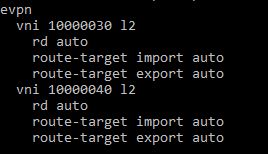 evpn
  vni 10000030 l2
    rd auto
    route-target import auto
    route-target export auto
  vni 10000040 l2
    rd auto
    route-target import auto
    route-target export auto